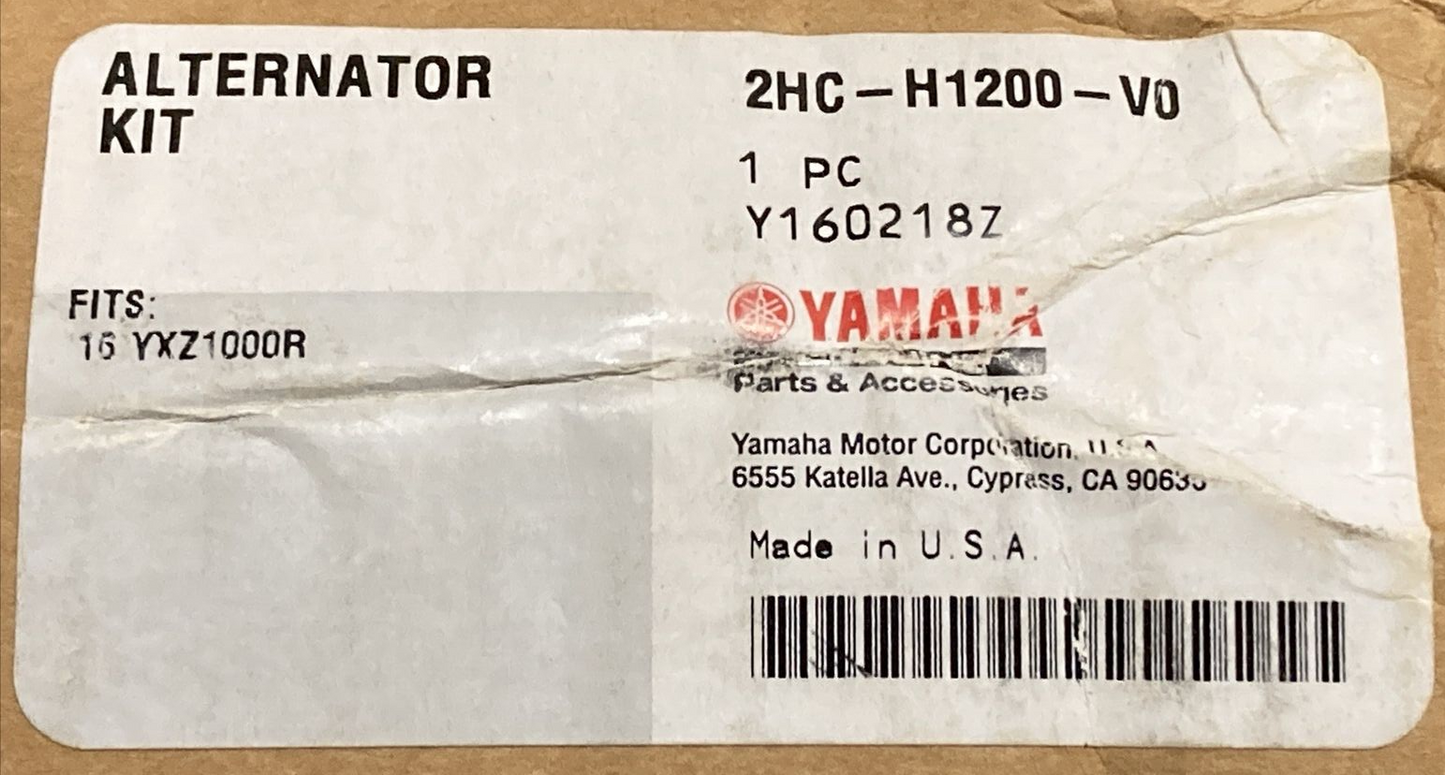 ALTERNATOR
KIT
FITS:
16 YXZ1000R
2HC-H1200-V0
1 PC
Y160218Z
YAMAHA
Parts & Accessories
Yamaha Motor Corporation, U.S.A.
6555 Katella Ave., Cypress, CA
Made in U.S.A.